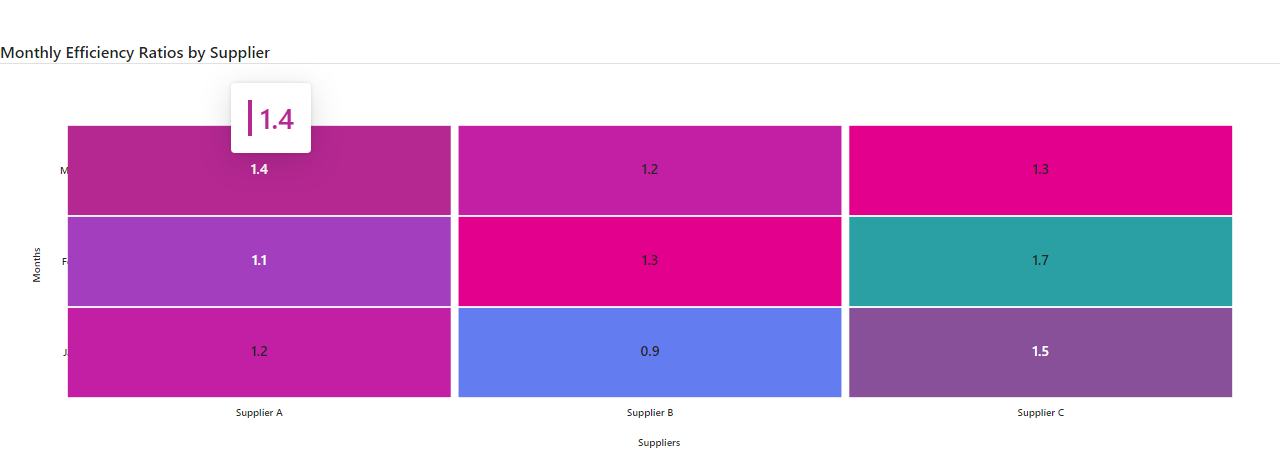 Monthly Efficiency Ratios by Supplier
1.4
1.4 1.2 1.3
Months
1.1 1.3 1.7
1.2 0.9 1.5
Supplier A Supplier B Supplier C
Suppliers